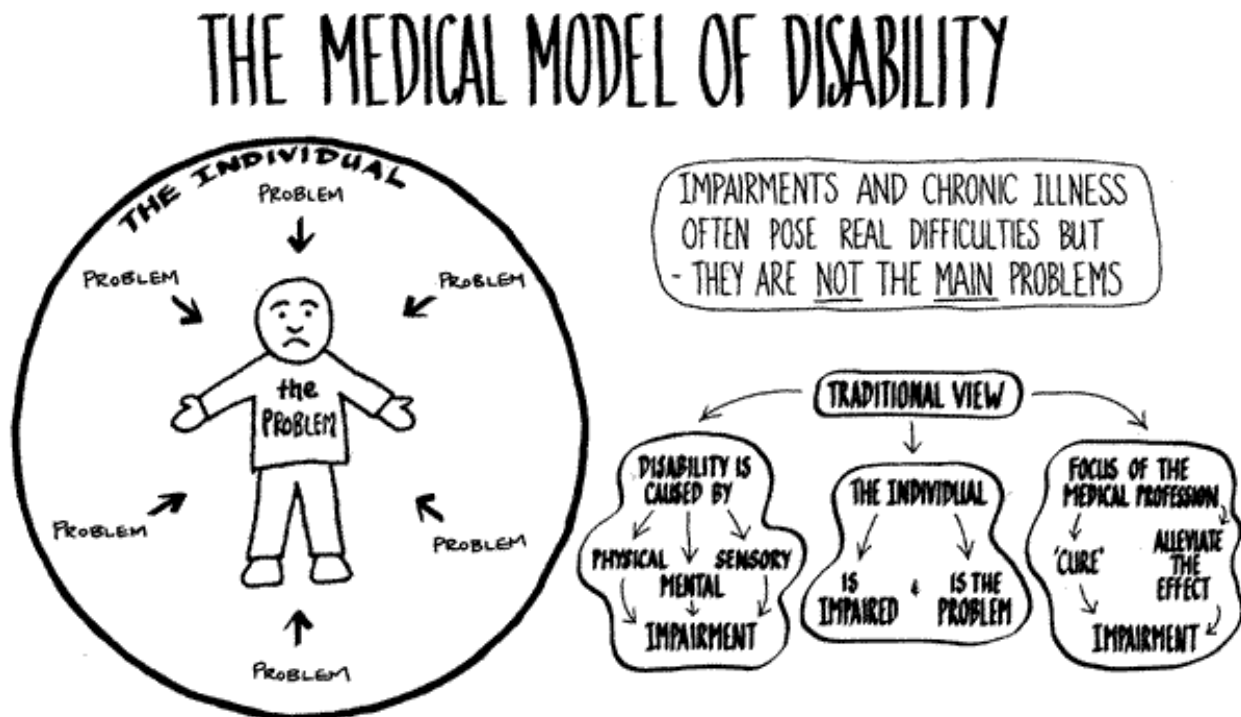 THE MEDICAL MODEL OF DISABILITY
THE INDIVIDUAL
PROBLEM
PROBLEM
PROBLEM
the
PROBLEM
PROBLEM
PROBLEM
PROBLEM
IMPAIRMENTS AND CHRONIC ILLNESS
OFTEN POSE REAL DIFFICULTIES BUT
- THEY ARE NOT THE MAIN PROBLEMS
TRADITIONAL VIEW
DISABILITY IS
CAUSED BY
PHYSICAL
SENSORY
MENTAL
IMPAIRMENT
THE INDIVIDUAL
IS
IMPAIRED
&
IS THE
PROBLEM
FOCUS OF THE
MEDICAL PROFESSION
'CURE'
ALLEVIATE
THE
EFFECT
IMPAIRMENT